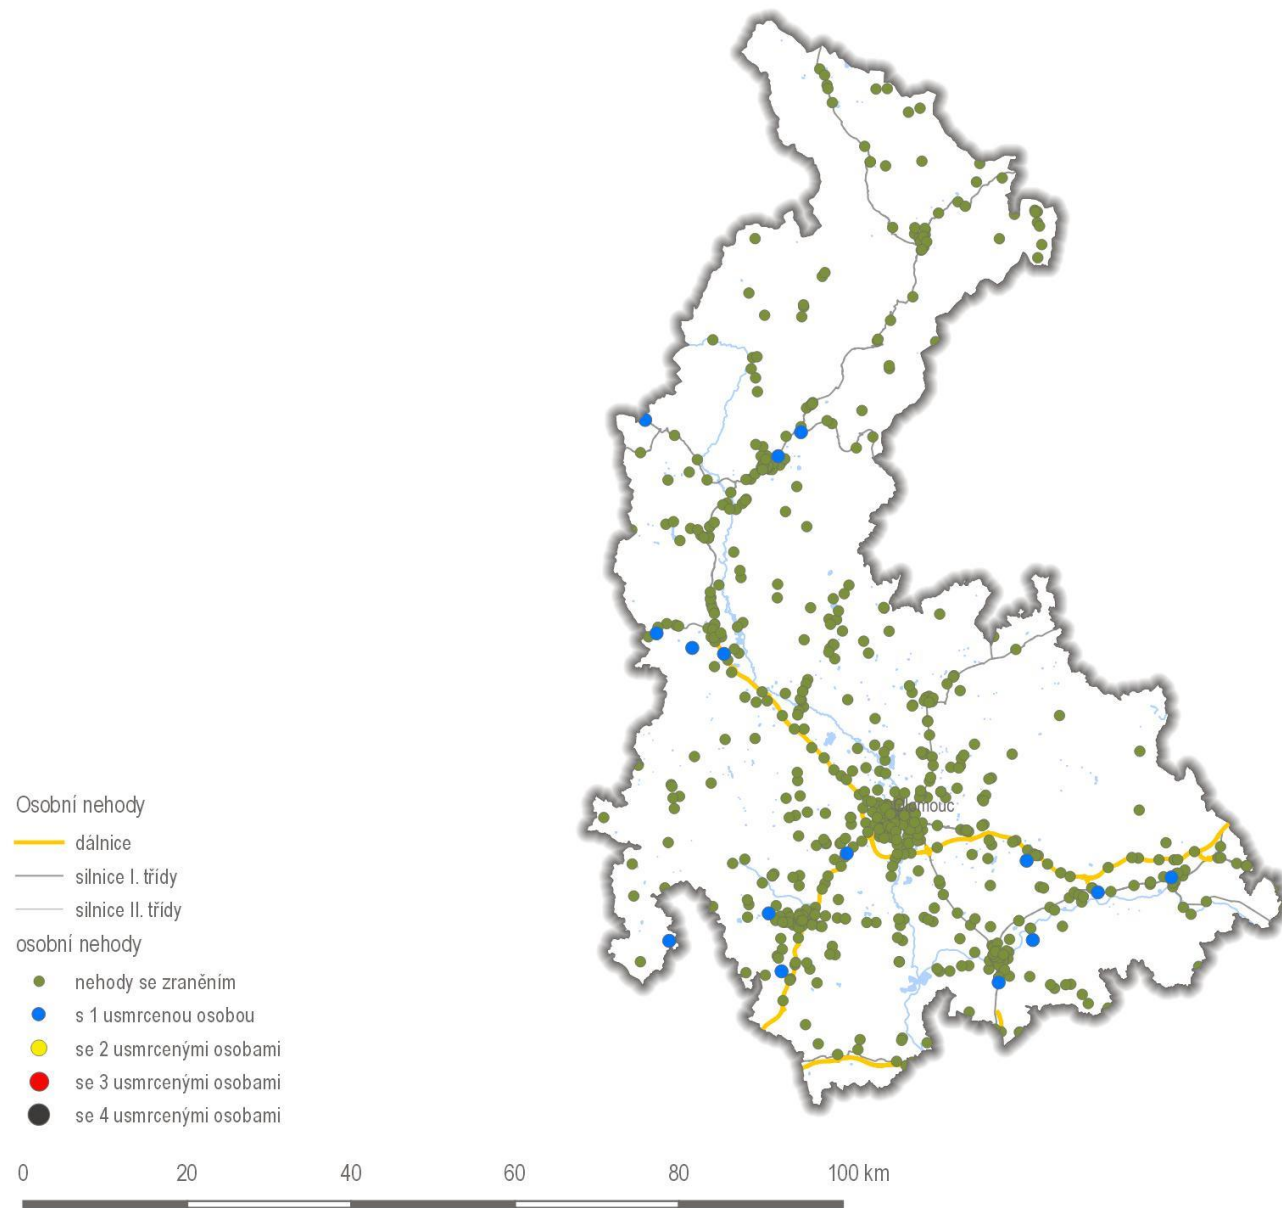 Olomouc
Osobní nehody
dálnice
silnice I. třídy
silnice II. třídy
osobní nehody
nehody se zraněním
s 1 usmrcenou osobou
se 2 usmrcenými osobami
se 3 usmrcenými osobami
se 4 usmrcenými osobami
0 20 40 60 80 100 km